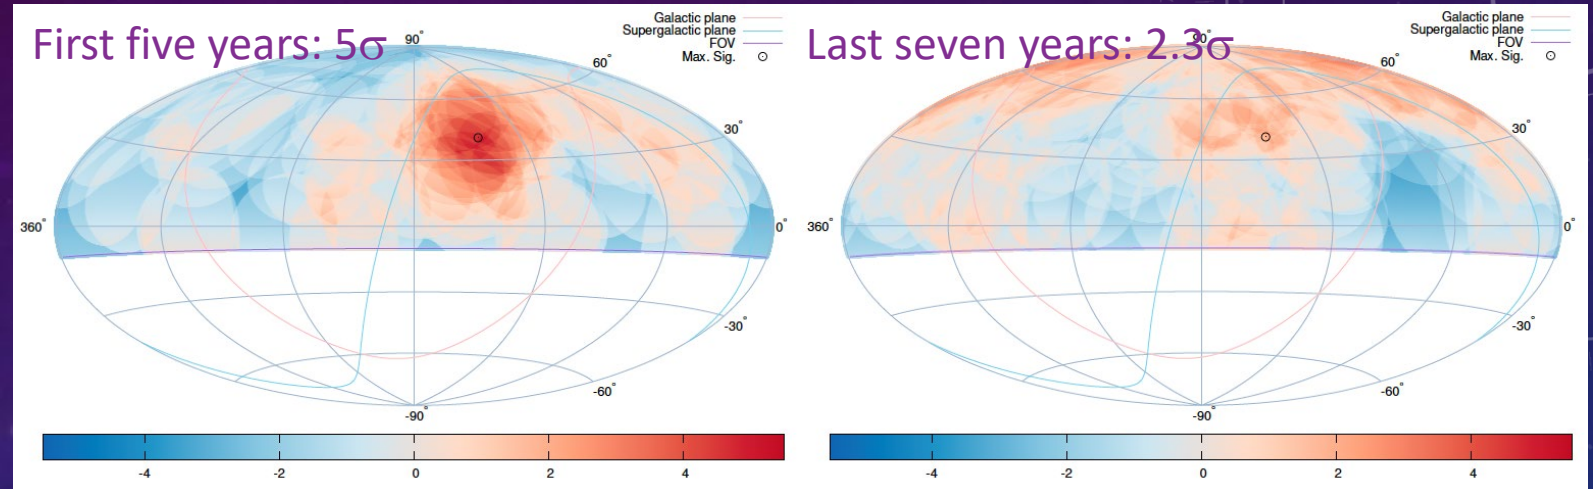 First five years: 5σ
Galactic plane
Supergalactic plane
FOV
Max. Sig.
90°
60°
30°
360°
0°
-30°
-60°
-90°
-4 -2 0 2 4
Last seven years: 2.3σ
Galactic plane
Supergalactic plane
FOV
Max. Sig.
90°
60°
30°
360°
0°
-30°
-60°
-90°
-4 -2 0 2 4